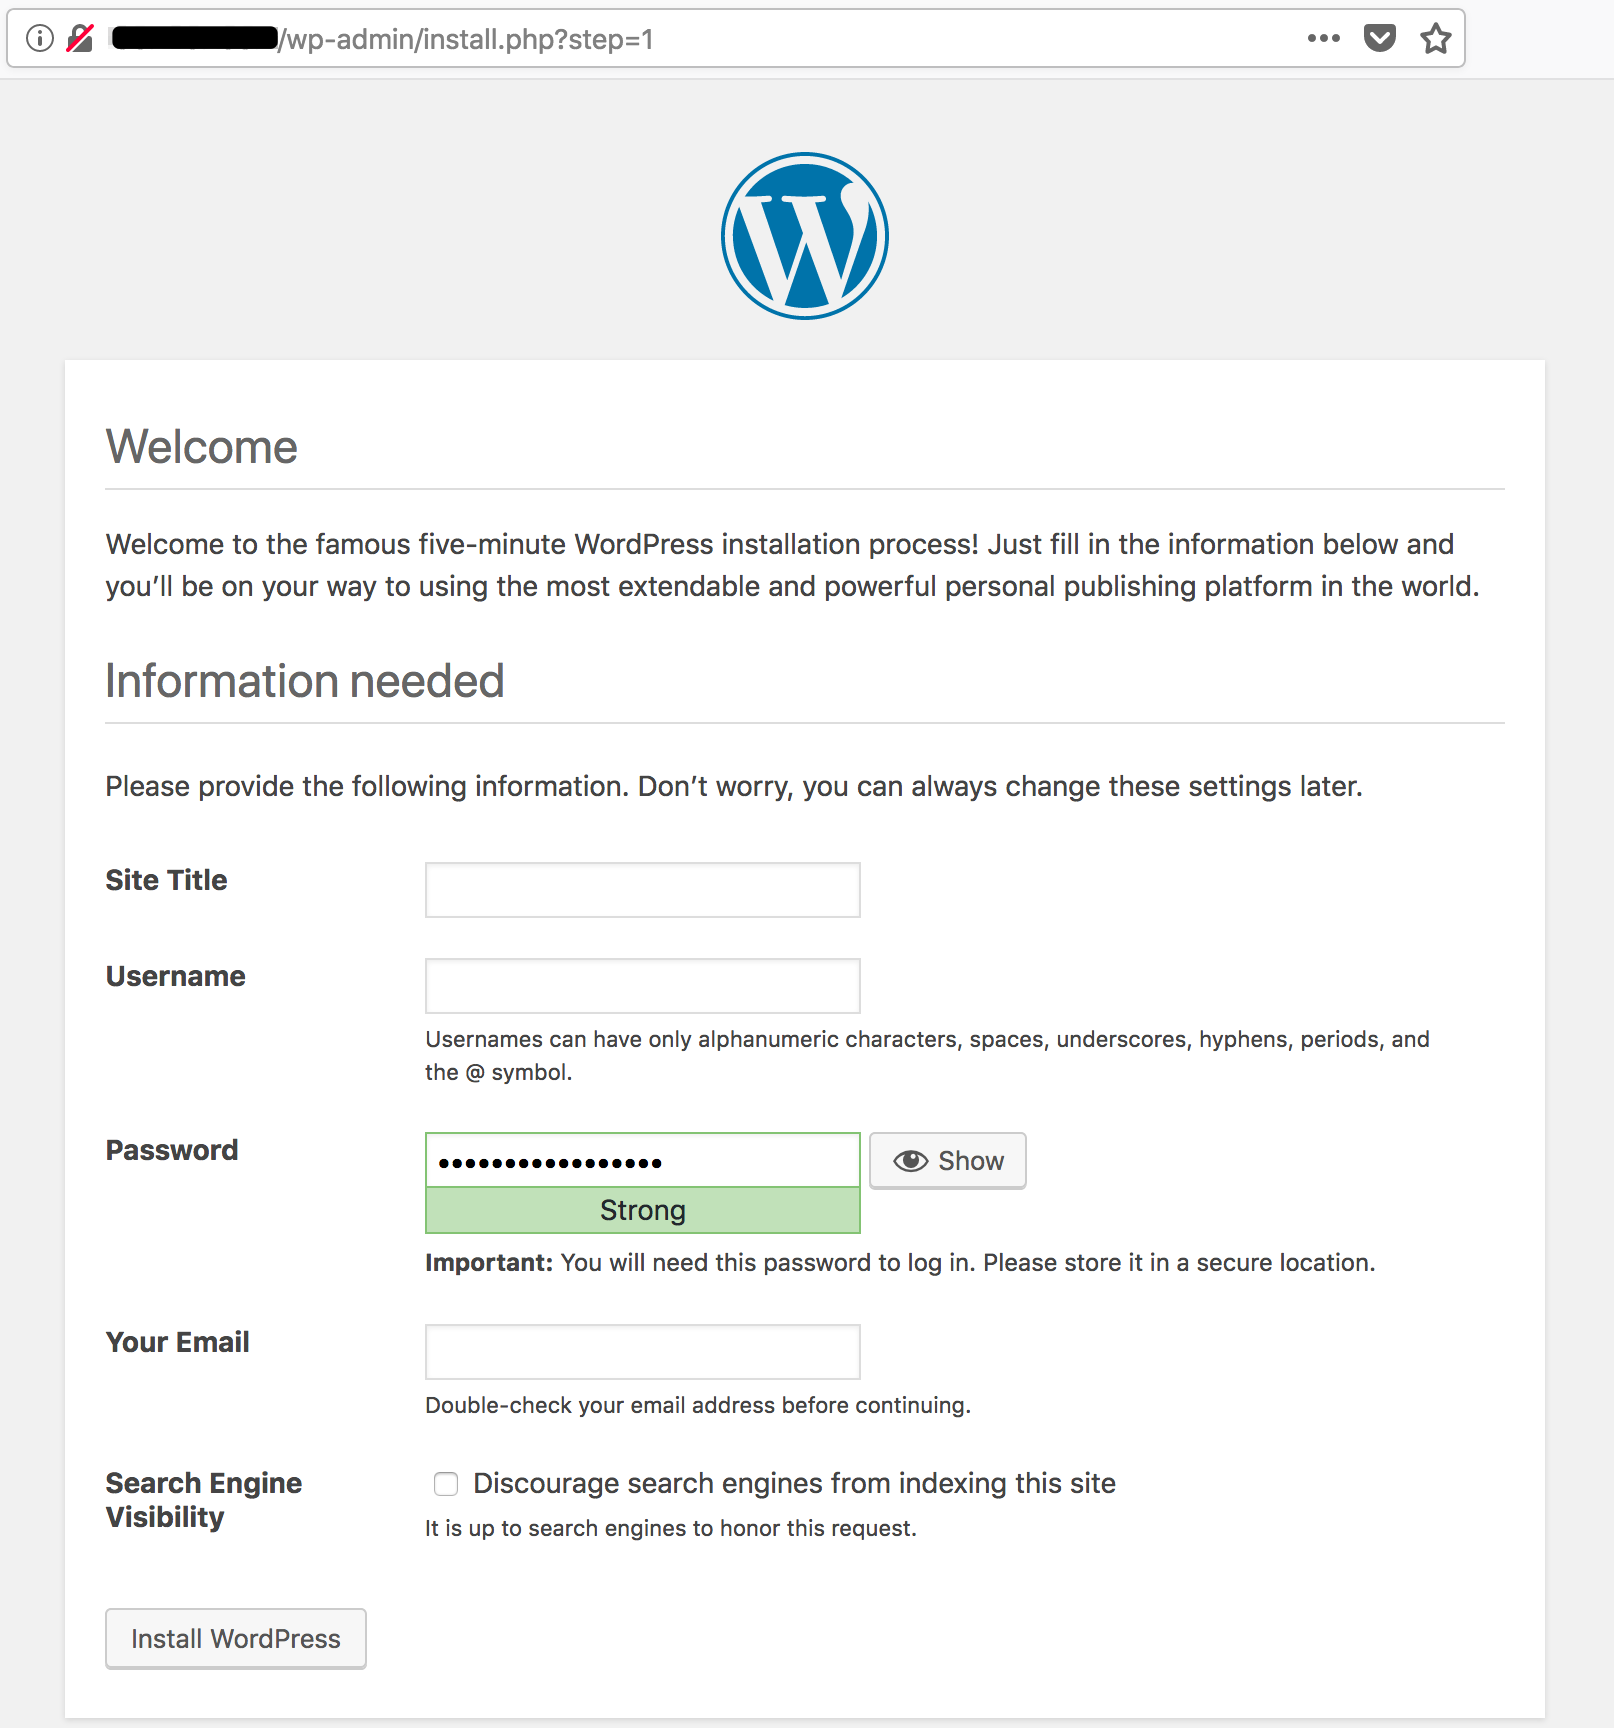 /wp-admin/install.php?step=1
Welcome
Welcome to the famous five-minute WordPress installation process! Just fill in the information below and
you’ll be on your way to using the most extendable and powerful personal publishing platform in the world.
Information needed
Please provide the following information. Don’t worry, you can always change these settings later.
Site Title
Username
Usernames can have only alphanumeric characters, spaces, underscores, hyphens, periods, and
the @ symbol.
Password
••••••••••••••••• Show
Strong
Important: You will need this password to log in. Please store it in a secure location.
Your Email
Double-check your email address before continuing.
Search Engine
Visibility
Discourage search engines from indexing this site
It is up to search engines to honor this request.
Install WordPress